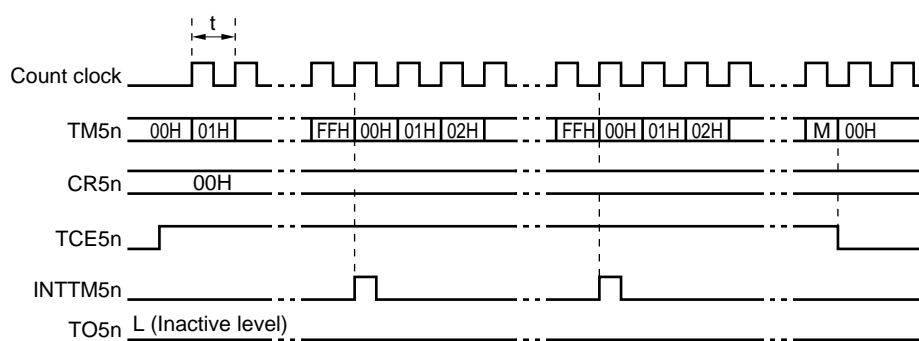 t
Count clock
TM5n 00H 01H FFH 00H 01H 02H FFH 00H 01H 02H M 00H
CR5n 00H
TCE5n
INTTM5n
TO5n L (Inactive level)